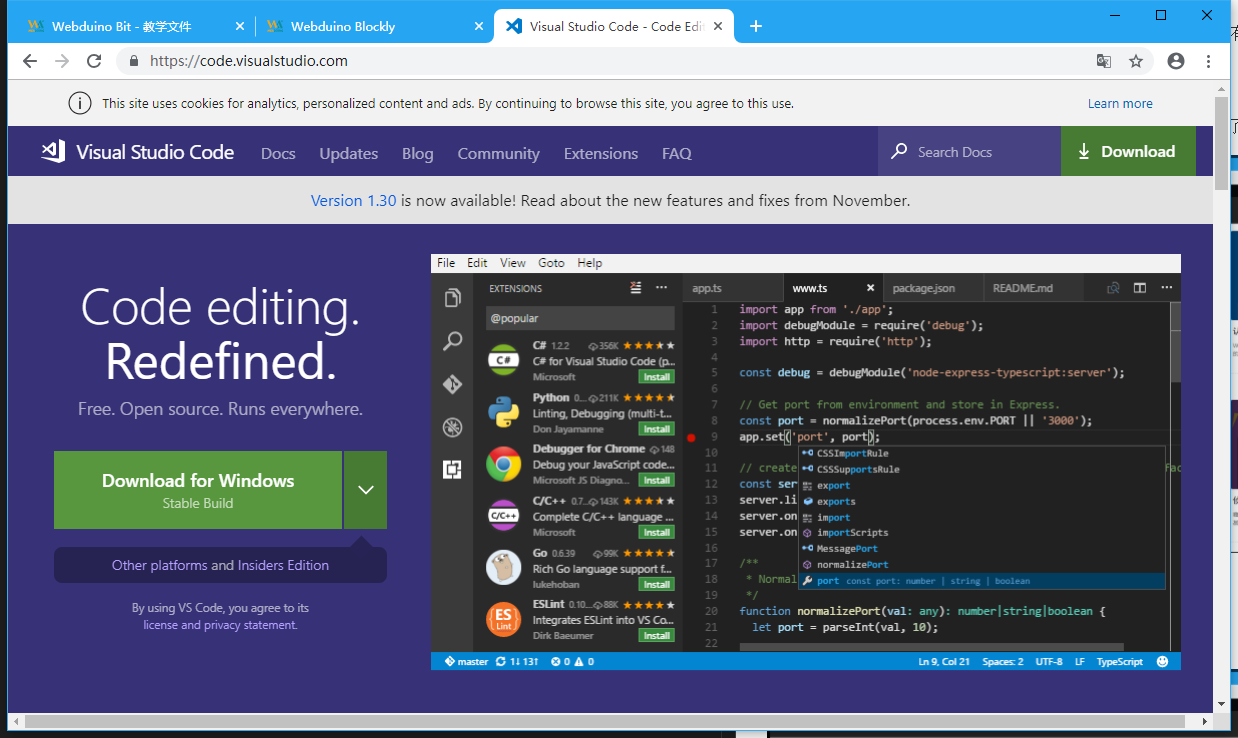 Webduino Bit - 教学文件
Webduino Blockly
Visual Studio Code - Code Edi
https://code.visualstudio.com
This site uses cookies for analytics, personalized content and ads. By continuing to browse this site, you agree to this use.
Learn more
Visual Studio Code
Docs
Updates
Blog
Community
Extensions
FAQ
Search Docs
Download
Version 1.30 is now available! Read about the new features and fixes from November.
Code editing.
Redefined.
Free. Open source. Runs everywhere.
Download for Windows
Stable Build
Other platforms and Insiders Edition
By using VS Code, you agree to its
license and privacy statement.
File Edit View Goto Help
EXTENSIONS
@popular
C# 1.2.2 356K
C# for Visual Studio Code (p...
Microsoft
Install
Python 0... 211K
Linting, Debugging (multi-t...
Don Jayamanne
Install
Debugger for Chrome 148
Debug your JavaScript code...
Microsoft JS Diagno...
Install
C/C++ 0.7... 143K
Complete C/C++ language ...
Microsoft
Install
Go 0.6.39 99K
Rich Go language support f...
lukehoban
Install
ESLint 0.10... 88K
Integrates ESLint into VS Co...
Dirk Baeumer
Install
C#
C/C++
ES
Lint
app.ts
www.ts
package.json
README.md
1 import app from './app';
2 import debugModule = require('debug');
3 import http = require('http');
4
5 const debug = debugModule('node-express-typescript:server');
6
7 // Get port from environment and store in Express.
8 const port = normalizePort(process.env.PORT || '3000');
9 app.set('port', port);
10
11 // create
12 const ser
13 server.li
14 server.on
15 server.on
16
17 /**
18 * Normal
19 */
20 function normalizePort(val: any): number|string|boolean {
21 let port = parseInt(val, 10);
22
CSSImportRule
CSSSupportsRule
export
exports
import
importScripts
MessagePort
normalizePort
port const port: number | string | boolean
master 1↓ 13↑ 0 0
Ln 9, Col 21 Spaces: 2 UTF-8 LF TypeScript